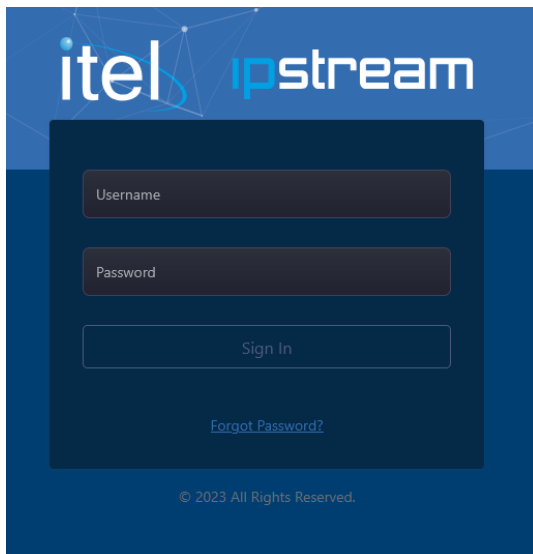 itel ipstream
Username
Password
Sign In
Forgot Password?
© 2023 All Rights Reserved.